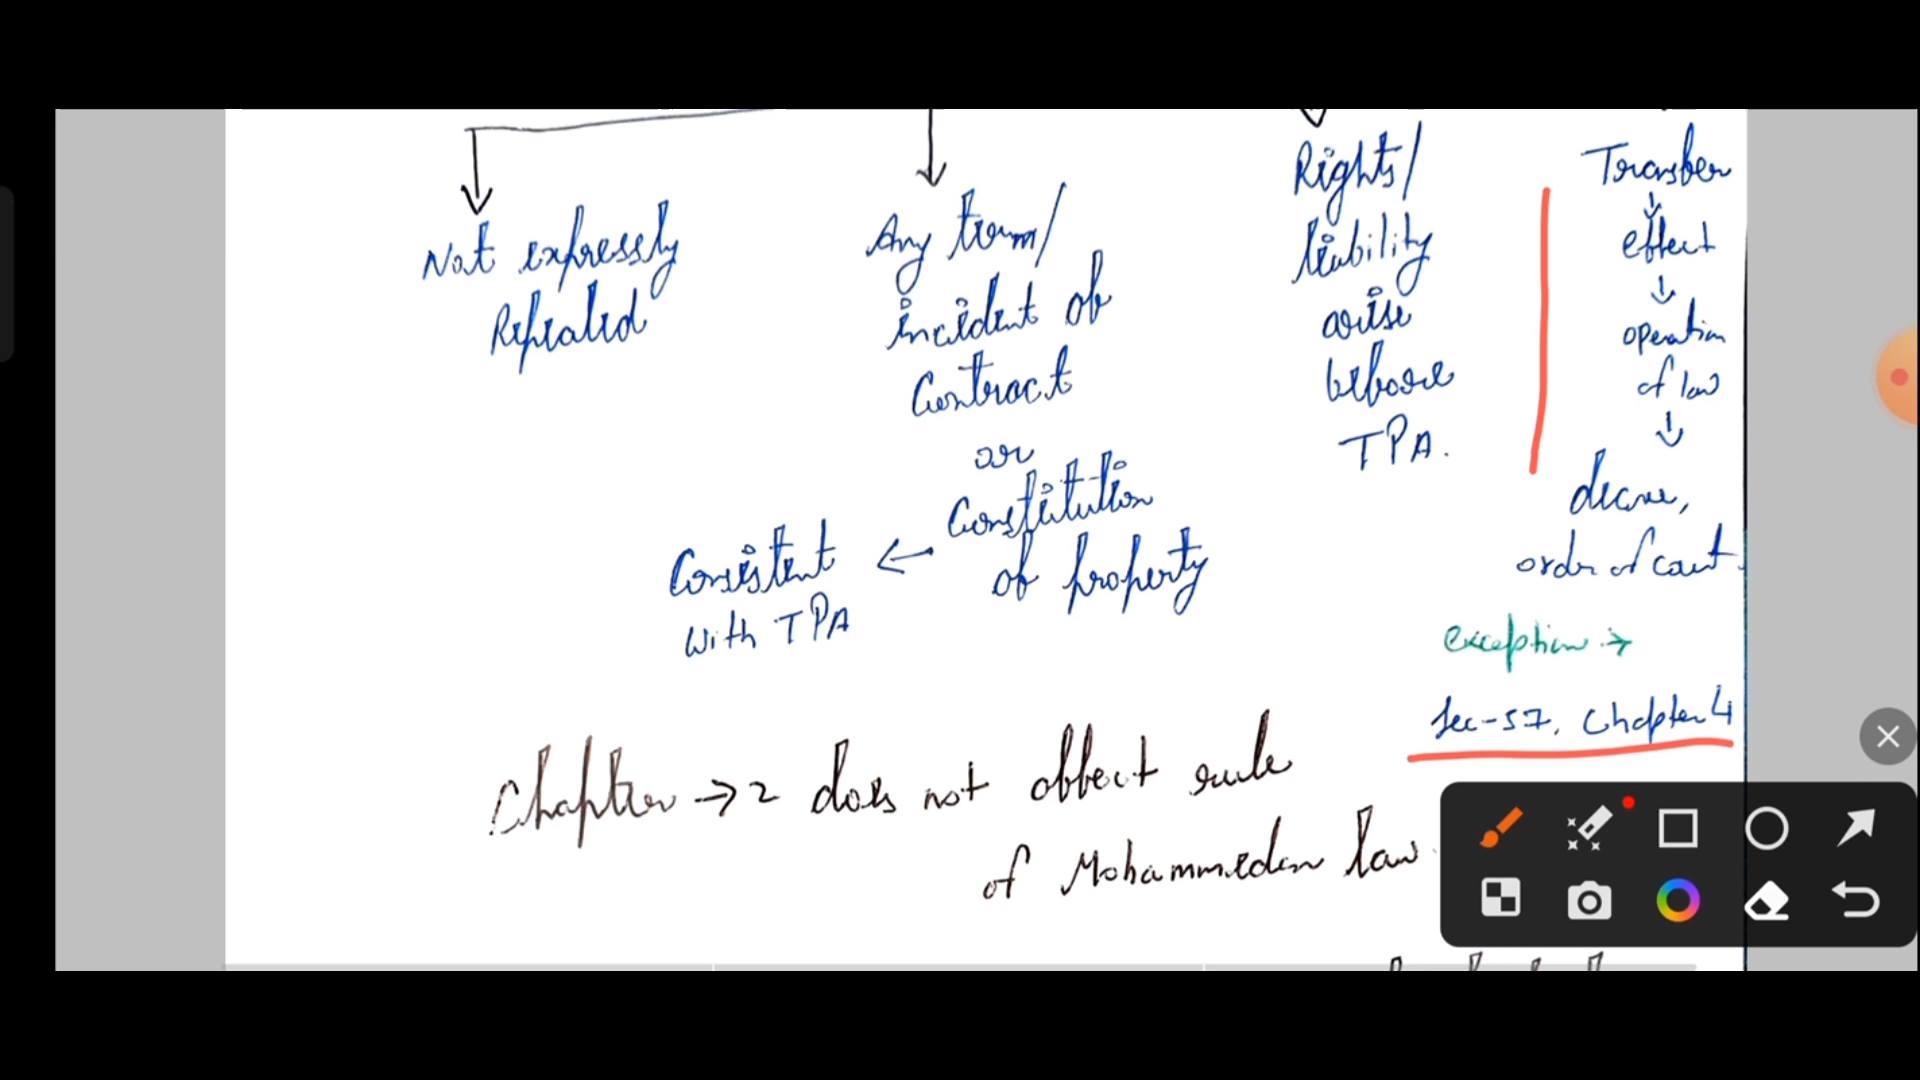 Not expressly
Repealed
Any term/
incident of
Contract
or
Constitution
of property
Consistent
with TPA
Rights/
liability
arise
before
TPA.
Transfer
effect
operation
of law
decree,
order of court.
exception →
Sec-57, Chapter 4
Chapter → 2 does not affect rule
of Mohammedan law.